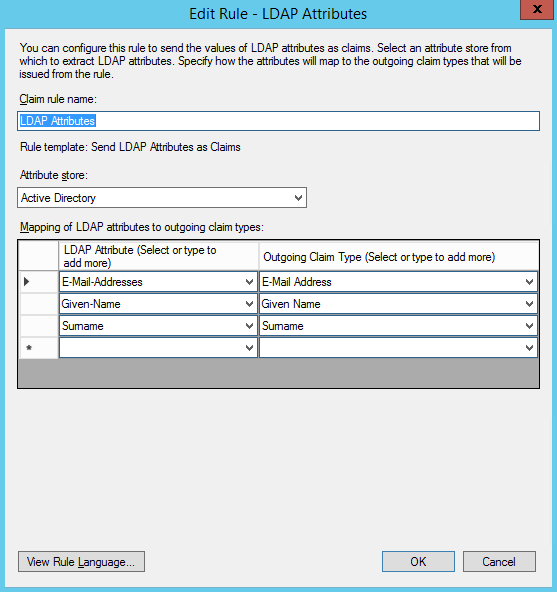 Edit Rule - LDAP Attributes
x
You can configure this rule to send the values of LDAP attributes as claims. Select an attribute store from
which to extract LDAP attributes. Specify how the attributes will map to the outgoing claim types that will be
issued from the rule.
Claim rule name:
LDAP Attributes
Rule template: Send LDAP Attributes as Claims
Attribute store:
Active Directory
Mapping of LDAP attributes to outgoing claim types:
LDAP Attribute (Select or type to
add more)
Outgoing Claim Type (Select or type to add more)
E-Mail-Addresses
E-Mail Address
Given-Name
Given Name
Surname
Surname
*
View Rule Language...
OK
Cancel